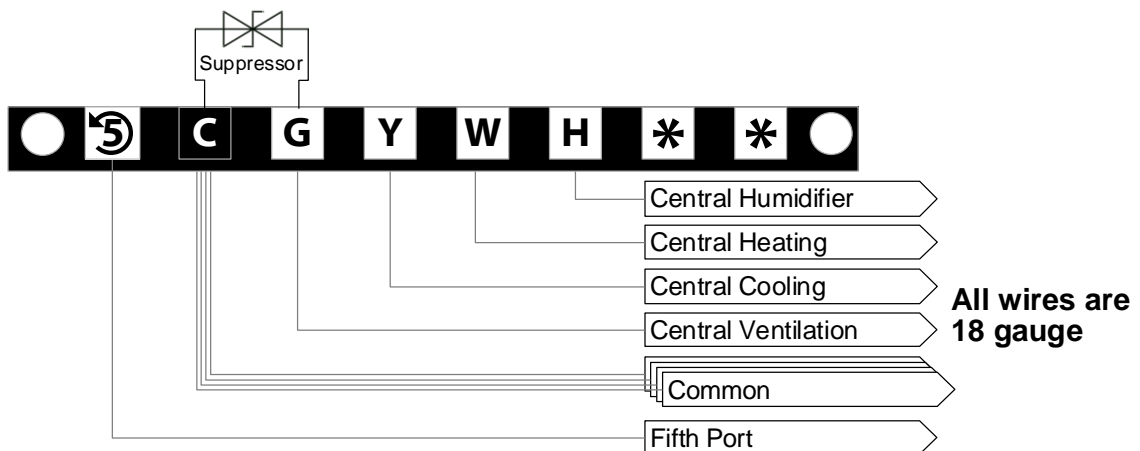 Suppressor
5 C G Y W H * *
Central Humidifier
Central Heating
Central Cooling
Central Ventilation
Common
Fifth Port
All wires are
18 gauge